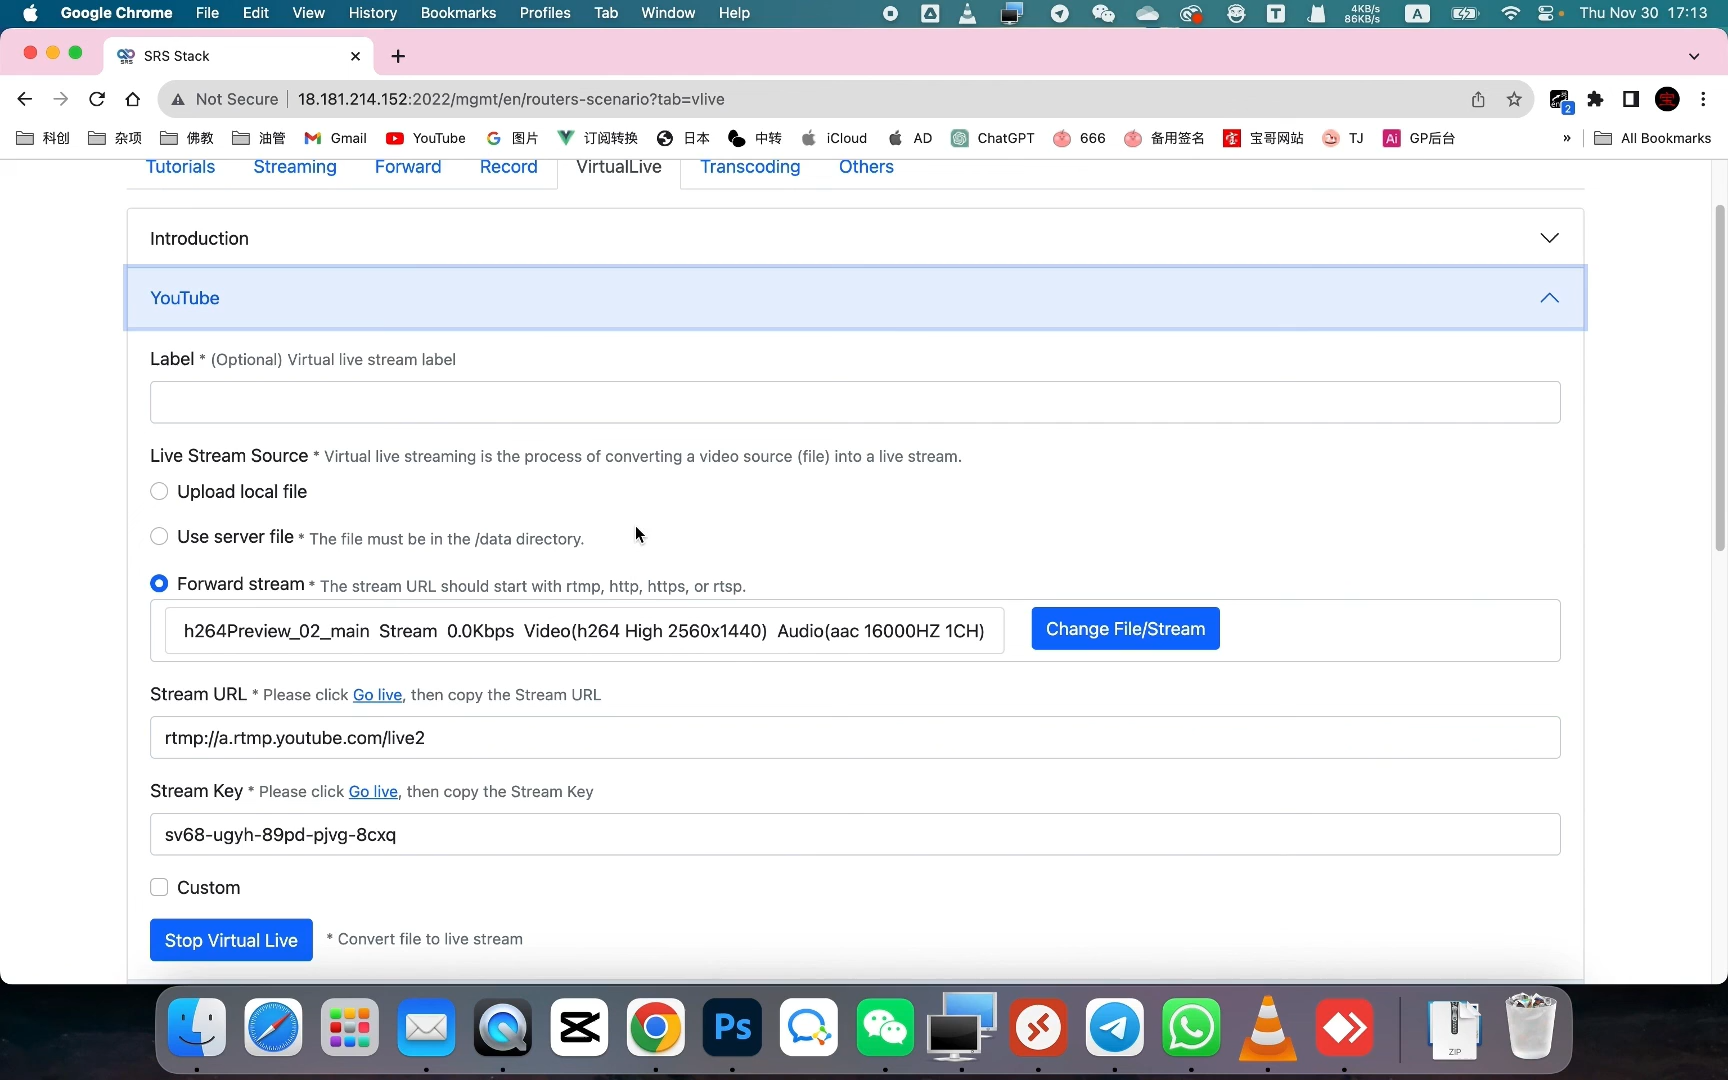 Google Chrome File Edit View History Bookmarks Profiles Tab Window Help 4KB/s 86KB/s A Thu Nov 30 17:13
SRS Stack
Not Secure 18.181.214.152:2022/mgmt/en/routers-scenario?tab=vlive 2
科创 杂项 佛教 油管 Gmail YouTube 图片 订阅转换 日本 中转 iCloud AD ChatGPT 666 备用签名 宝哥网站 TJ Ai GP后台 » All Bookmarks
Tutorials Streaming Forward Record VirtualLive Transcoding Others
Introduction
YouTube
Label * (Optional) Virtual live stream label
Live Stream Source * Virtual live streaming is the process of converting a video source (file) into a live stream.
Upload local file
Use server file * The file must be in the /data directory.
Forward stream * The stream URL should start with rtmp, http, https, or rtsp.
h264Preview_02_main Stream 0.0Kbps Video(h264 High 2560x1440) Audio(aac 16000HZ 1CH) Change File/Stream
Stream URL * Please click Go live, then copy the Stream URL
rtmp://a.rtmp.youtube.com/live2
Stream Key * Please click Go live, then copy the Stream Key
sv68-ugyh-89pd-pjvg-8cxq
Custom
Stop Virtual Live * Convert file to live stream
Ps
ZIP